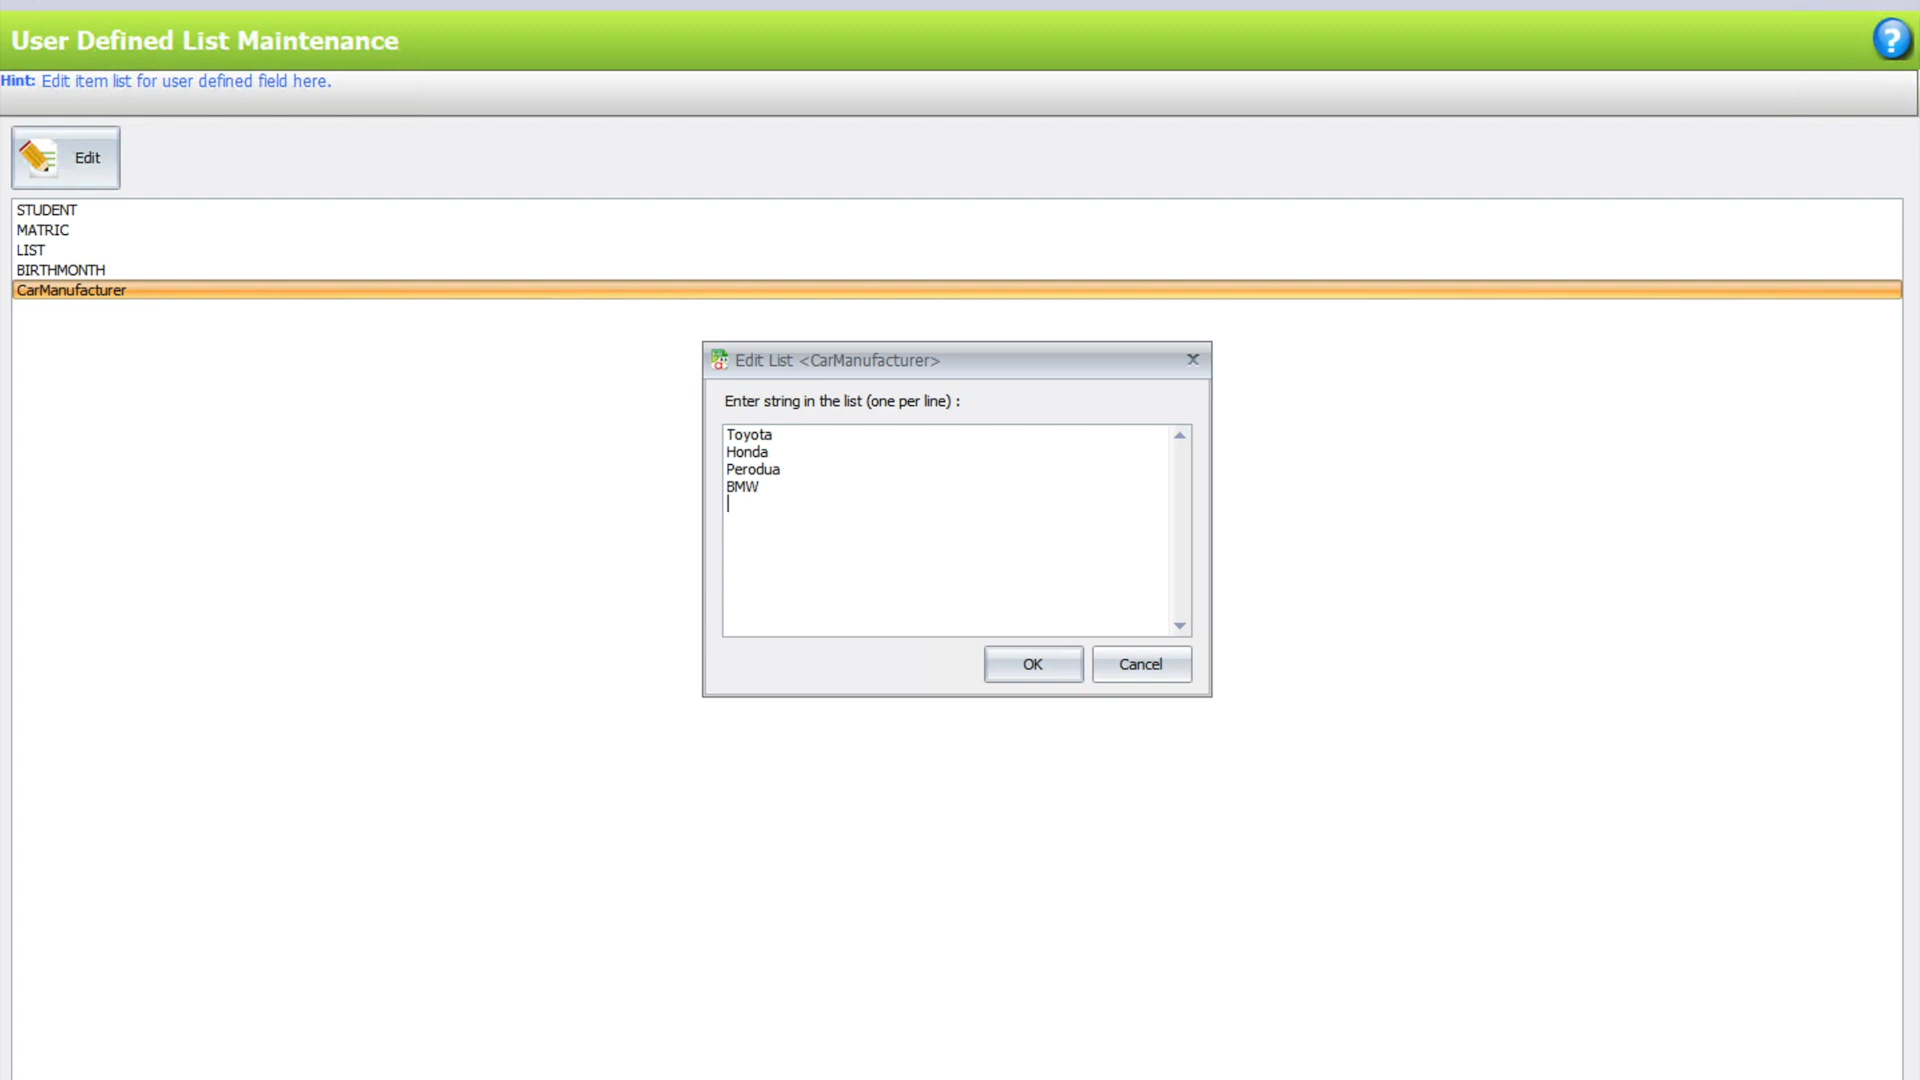 User Defined List Maintenance
?
Hint: Edit item list for user defined field here.
Edit
STUDENT
MATRIC
LIST
BIRTHMONTH
CarManufacturer
Edit List <CarManufacturer>
Enter string in the list (one per line) :
Toyota
Honda
Perodua
BMW
OK Cancel